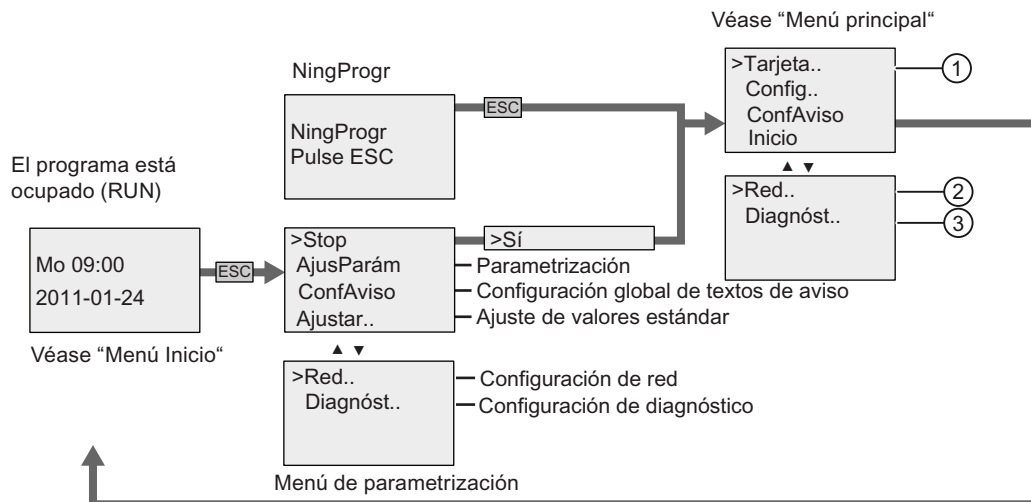 Véase “Menú principal“
NingProgr
>Tarjeta..
Config..
ConfAviso
Inicio
1
ESC
NingProgr
Pulse ESC
El programa está
ocupado (RUN)
▲ ▼
>Red..
Diagnóst..
2
3
Mo 09:00
2011-01-24
ESC
>Stop
AjusParám
ConfAviso
Ajustar..
>Sí
Parametrización
Configuración global de textos de aviso
Ajuste de valores estándar
Véase “Menú Inicio“
▲ ▼
>Red..
Diagnóst..
Configuración de red
Configuración de diagnóstico
Menú de parametrización